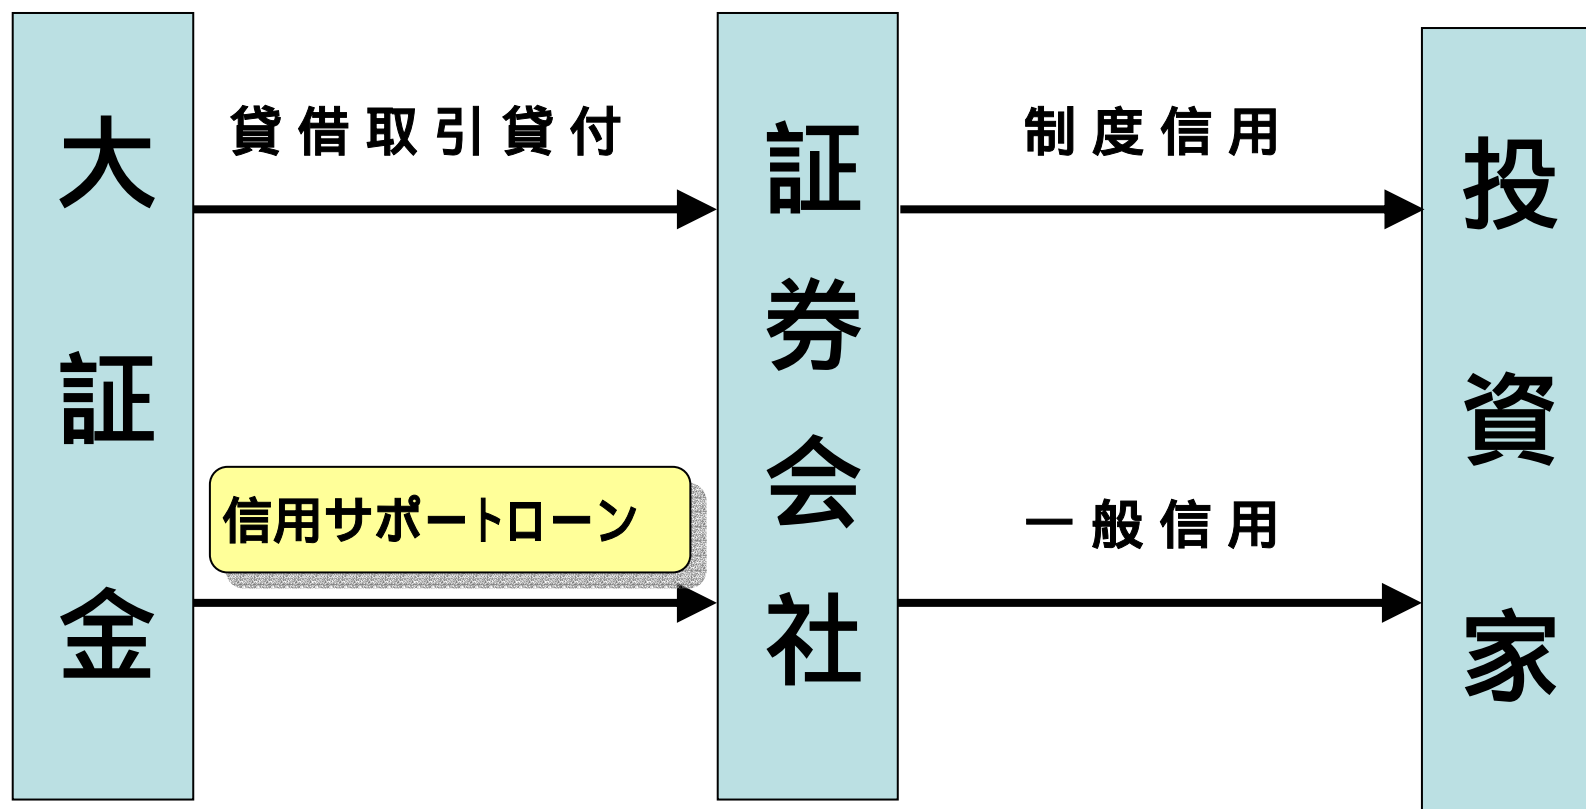 大証金
貸借取引貸付
信用サポートローン
証券会社
制度信用
一般信用
投資家